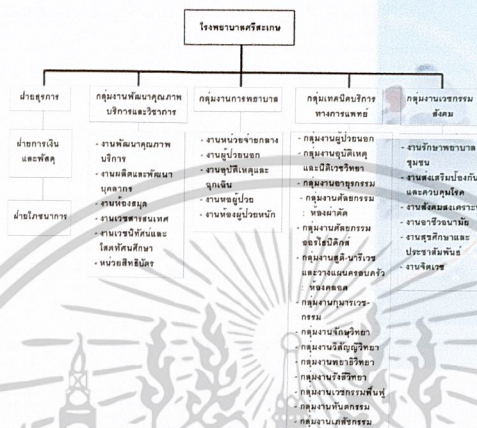 โรงพยาบาลศรีสะเกษ
ฝ่ายธุรการ
ฝ่ายการเงิน
และพัสดุ
ฝ่ายโภชนาการ
กลุ่มงานพัฒนาคุณภาพ
บริการและวิชาการ
- งานพัฒนาคุณภาพ
บริการ
- งานผลิตและพัฒนา
บุคลากร
- งานห้องสมุด
- งานเวชสารสนเทศ
- งานเวชนิทัศน์และ
โสตทัศนศึกษา
- หน่วยสิทธิบัตร
กลุ่มงานการพยาบาล
- งานหน่วยจ่ายกลาง
- งานผู้ป่วยนอก
- งานอุบัติเหตุและ
ฉุกเฉิน
- งานหอผู้ป่วย
- งานห้องผู้ป่วยหนัก
กลุ่มเทคนิคบริการ
ทางการแพทย์
- กลุ่มงานผู้ป่วยนอก
- กลุ่มงานอุบัติเหตุ
และนิติเวชวิทยา
- กลุ่มงานอายุรกรรม
- กลุ่มงานศัลยกรรม
: ห้องผ่าตัด
- กลุ่มงานศัลยกรรม
ออร์โธปิดิกส์
- กลุ่มงานสูติ-นารีเวช
และวางแผนครอบครัว
: ห้องคลอด
- กลุ่มงานกุมารเวช-
กรรม
- กลุ่มงานจักษุวิทยา
- กลุ่มงานวิสัญญีวิทยา
- กลุ่มงานพยาธิวิทยา
- กลุ่มงานรังสีวิทยา
- กลุ่มงานเวชกรรมฟื้นฟู
- กลุ่มงานทันตกรรม
- กลุ่มงานเภสัชกรรม
กลุ่มงานเวชกรรม
สังคม
- งานรักษาพยาบาล
ชุมชน
- งานส่งเสริมป้องกัน
และควบคุมโรค
- งานสังคมสงเคราะห์
- งานอาชีวอนามัย
- งานสุขศึกษาและ
ประชาสัมพันธ์
- งานจิตเวช